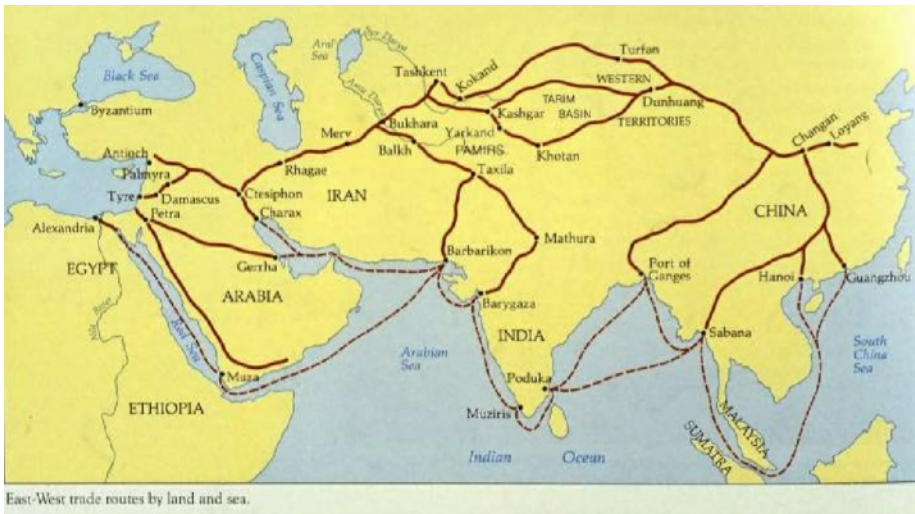 Black Sea
Byzantium
Caspian Sea
Aral
Sea
Syr Darya
Amu Darya
Tashkent
Kokand
Turfan
WESTERN
TARIM
BASIN
Dunhuang
TERRITORIES
Kashgar
Yarkand
PAMIRS
Khotan
Bukhara
Merv
Balkh
Taxila
Changan
Loyang
Antioch
Palmyra
Tyre
Damascus
Petra
Ctesiphon
Charax
Rhagae
IRAN
Alexandria
EGYPT
Nile River
Red Sea
Gerrha
ARABIA
Barbarikon
Mathura
CHINA
Port of
Ganges
Hanoi
Guangzhou
Barygaza
INDIA
Sabana
South
China
Sea
Arabian
Sea
Muza
ETHIOPIA
Poduka
Muziris
MALAYSIA
SUMATRA
Indian Ocean
East-West trade routes by land and sea.